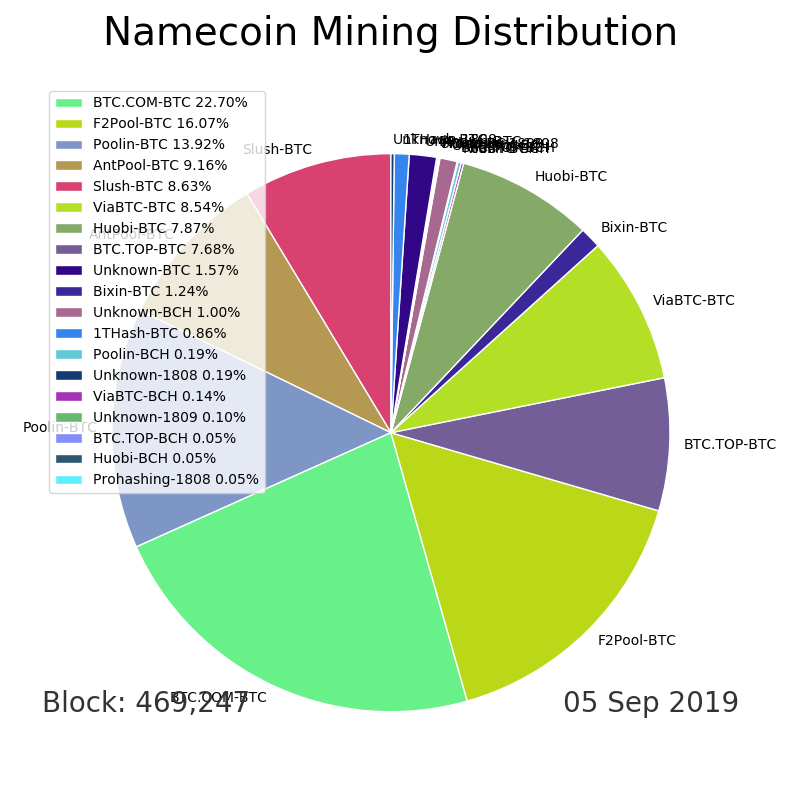 Namecoin Mining Distribution
BTC.COM-BTC 22.70%
F2Pool-BTC 16.07%
Poolin-BTC 13.92%
AntPool-BTC 9.16%
Slush-BTC 8.63%
ViaBTC-BTC 8.54%
Huobi-BTC 7.87%
BTC.TOP-BTC 7.68%
Unknown-BTC 1.57%
Bixin-BTC 1.24%
Unknown-BCH 1.00%
1THash-BTC 0.86%
Poolin-BCH 0.19%
Unknown-1808 0.19%
ViaBTC-BCH 0.14%
Unknown-1809 0.10%
BTC.TOP-BCH 0.05%
Huobi-BCH 0.05%
Prohashing-1808 0.05%
Slush-BTC
AntPool-BTC
Poolin-BTC
BTC.COM-BTC
Huobi-BTC
Bixin-BTC
ViaBTC-BTC
BTC.TOP-BTC
F2Pool-BTC
Block: 469,247
05 Sep 2019